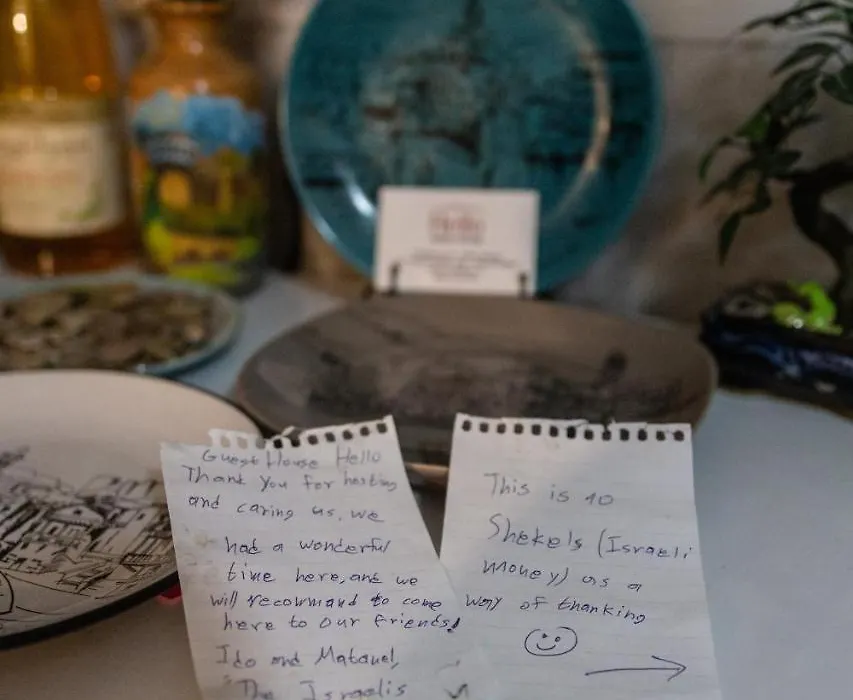 Guest House Hello
Thank you for hosting
and caring us, we
had a wonderful
time here, and we
will recommand to come
here to our friends!
Ido and Matanel,
"The Israelis
This is 10
Shekels (Israeli
money) as a
way of thanking
Hello